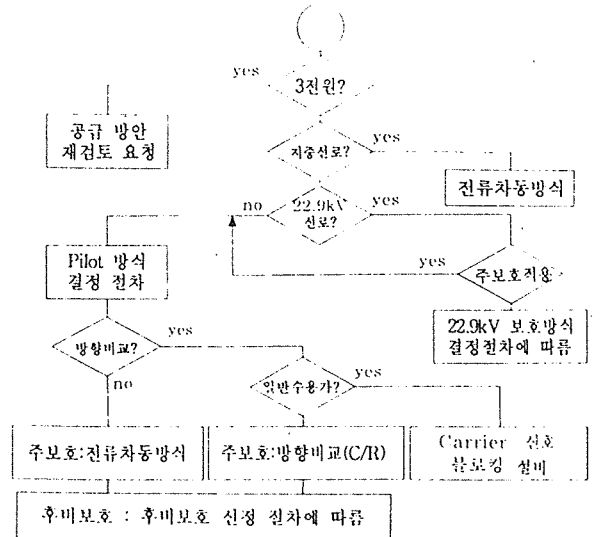 yes
3전원?
공급 방안
재검토 요청
지중선로?
yes
전류차동방식
no
22.9kV
선로?
yes
Pilot 방식
결정 절차
yes
주보호적용
22.9kV 보호방식
결정절차에 따름
방향비교?
yes
no
일반수용가?
yes
주보호:전류차동방식
주보호:방향비교(C/R)
Carrier 신호
블로킹 설비
후비보호 : 후비보호 선정 절차에 따름